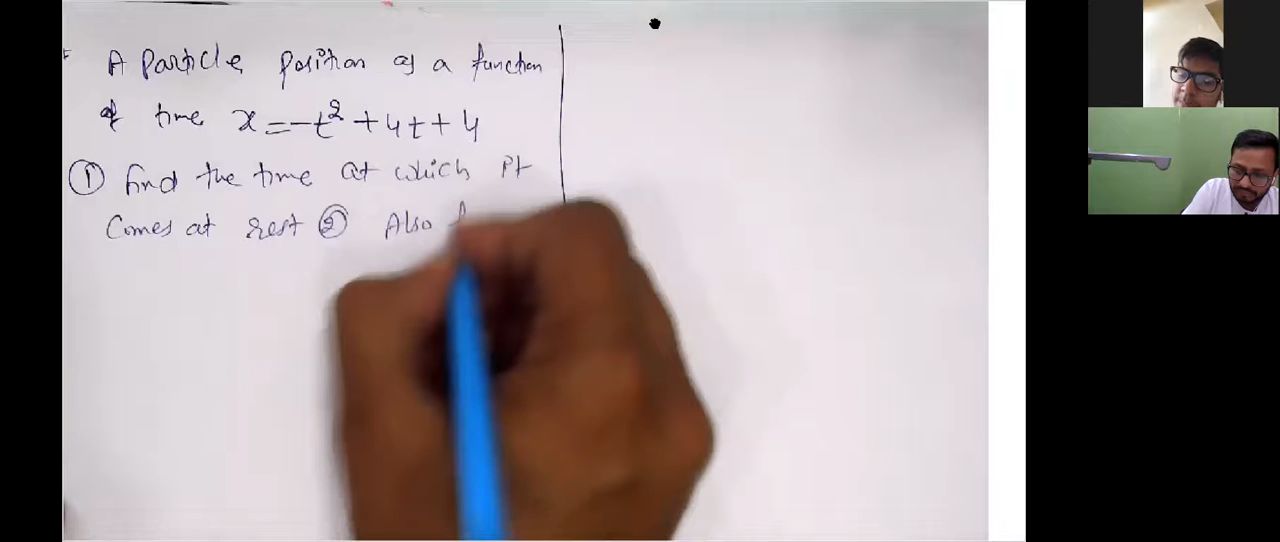 A particle position as a function
of time x = -t² + 4t + 4
① find the time at which it
comes at rest ② Also